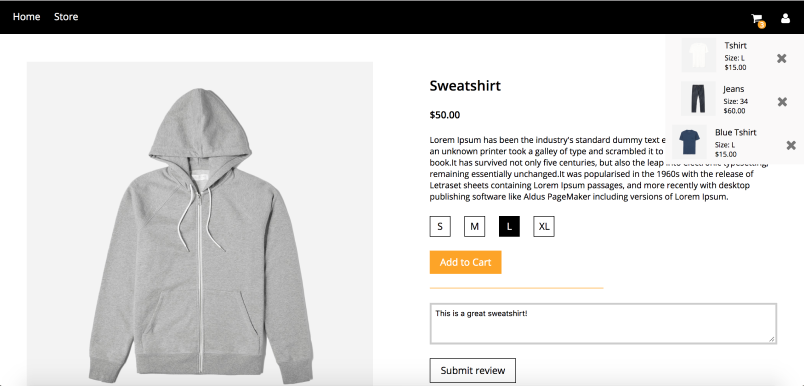 Home Store
3
Tshirt
Size: L
$15.00
Jeans
Size: 34
$60.00
Blue Tshirt
Size: L
$15.00
Sweatshirt
$50.00
Lorem Ipsum has been the industry's standard dummy text e
an unknown printer took a galley of type and scrambled it to
book.It has survived not only five centuries, but also the leap into electronic typesetting,
remaining essentially unchanged.It was popularised in the 1960s with the release of
Letraset sheets containing Lorem Ipsum passages, and more recently with desktop
publishing software like Aldus PageMaker including versions of Lorem Ipsum.
S M L XL
Add to Cart
This is a great sweatshirt!
Submit review